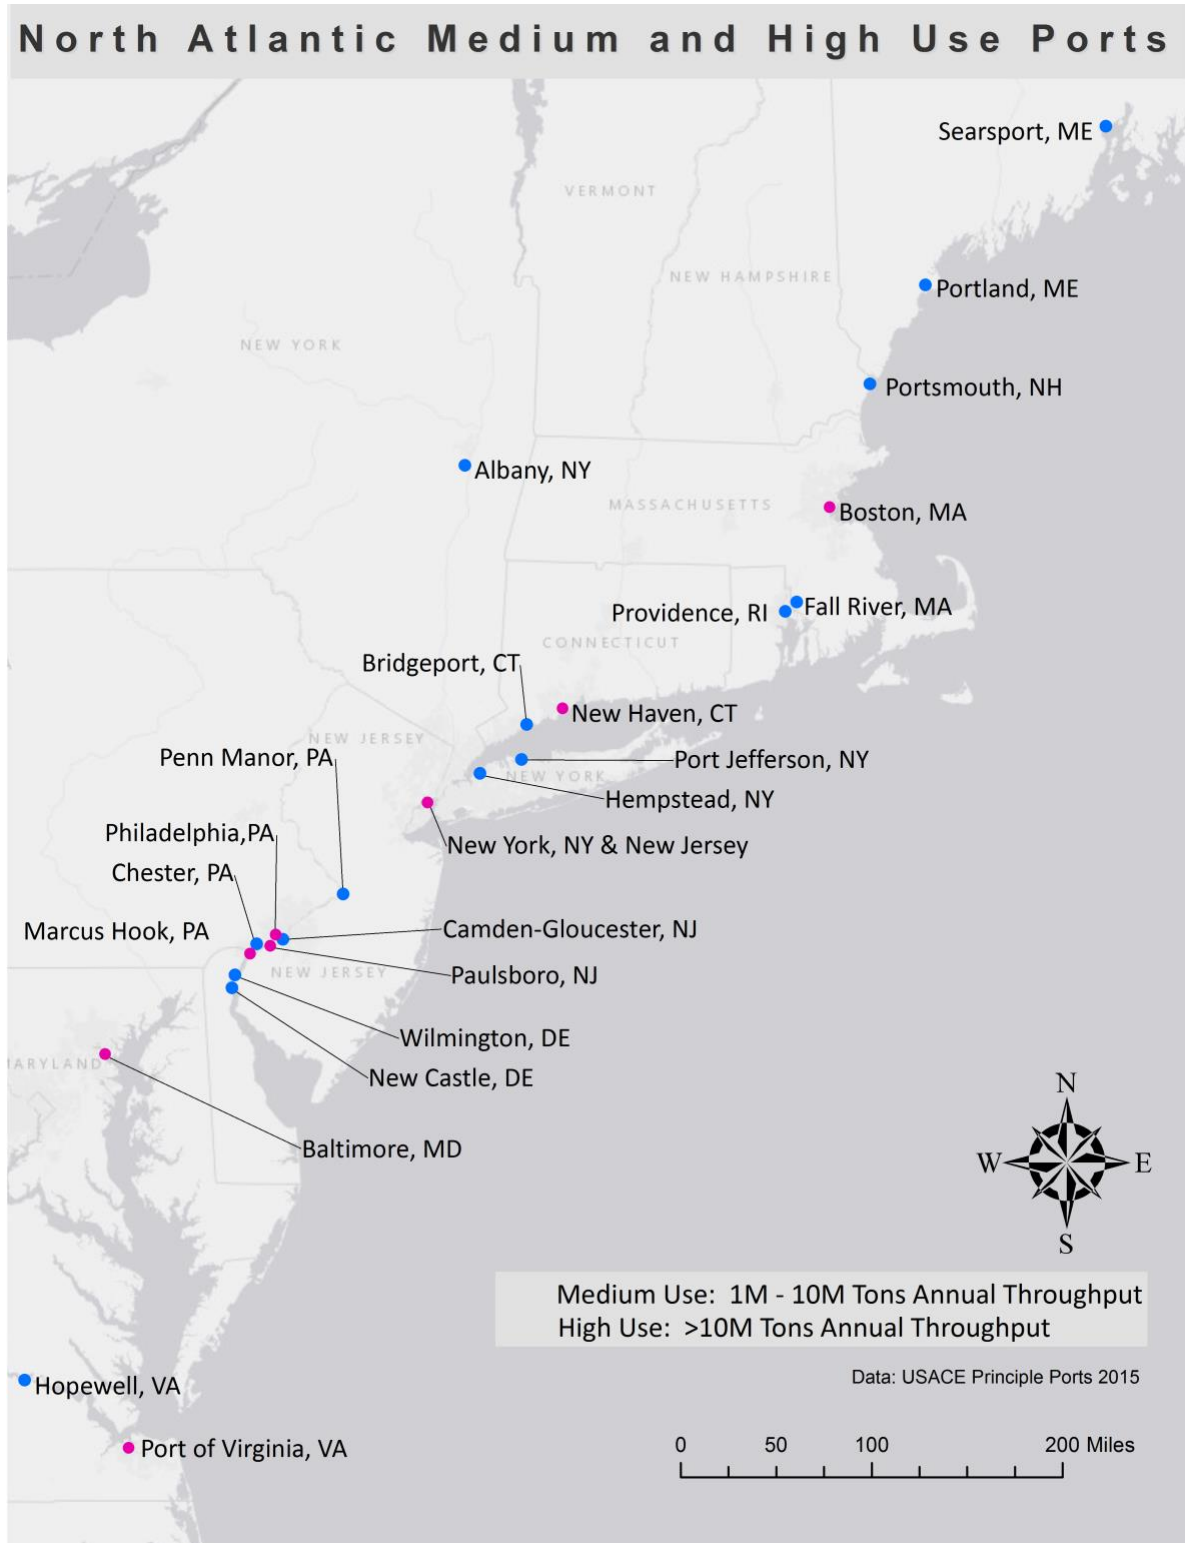 North Atlantic Medium and High Use Ports
Searsport, ME
VERMONT
NEW HAMPSHIRE
Portland, ME
NEW YORK
Portsmouth, NH
Albany, NY
MASSACHUSETTS
Boston, MA
Providence, RI
Fall River, MA
CONNECTICUT
Bridgeport, CT
New Haven, CT
NEW JERSEY
Penn Manor, PA
Port Jefferson, NY
NEW YORK
Hempstead, NY
Philadelphia,PA
New York, NY & New Jersey
Chester, PA
Marcus Hook, PA
Camden-Gloucester, NJ
NEW JERSEY
Paulsboro, NJ
Wilmington, DE
MARYLAND
New Castle, DE
N
Baltimore, MD
W
E
S
Medium Use: 1M - 10M Tons Annual Throughput
High Use: >10M Tons Annual Throughput
Data: USACE Principle Ports 2015
Hopewell, VA
Port of Virginia, VA
0 50 100 200 Miles